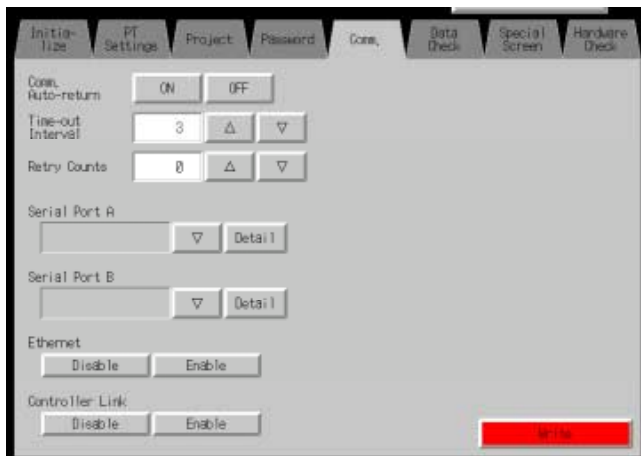 Initia-
lize
PT
Settings
Project
Password
Comm.
Data
Check
Special
Screen
Hardware
Check
Comm.
Auto-return
ON
OFF
Time-out
Interval
3
△
▽
Retry Counts
0
△
▽
Serial Port A
▽
Detail
Serial Port B
▽
Detail
Ethernet
Disable
Enable
Controller Link
Disable
Enable
Write